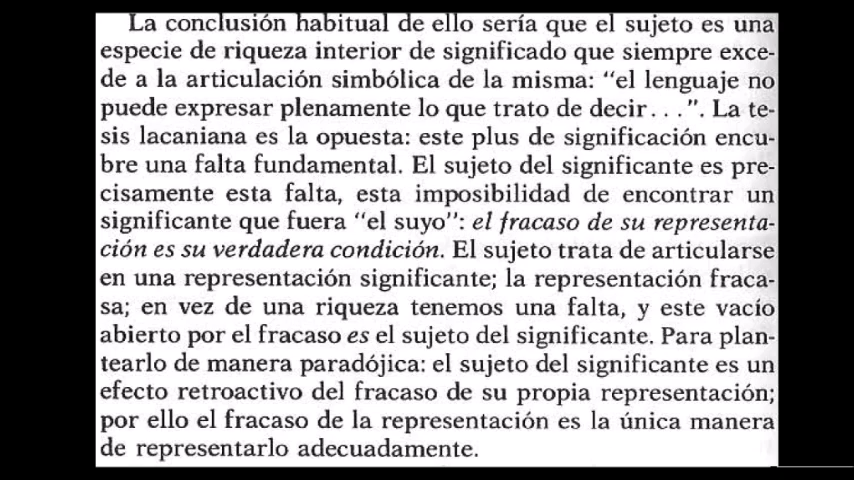 La conclusión habitual de ello sería que el sujeto es una
especie de riqueza interior de significado que siempre exce-
de a la articulación simbólica de la misma: “el lenguaje no
puede expresar plenamente lo que trato de decir...”. La te-
sis lacaniana es la opuesta: este plus de significación encu-
bre una falta fundamental. El sujeto del significante es pre-
cisamente esta falta, esta imposibilidad de encontrar un
significante que fuera “el suyo”: el fracaso de su representa-
ción es su verdadera condición. El sujeto trata de articularse
en una representación significante; la representación fraca-
sa; en vez de una riqueza tenemos una falta, y este vacío
abierto por el fracaso es el sujeto del significante. Para plan-
tearlo de manera paradójica: el sujeto del significante es un
efecto retroactivo del fracaso de su propia representación;
por ello el fracaso de la representación es la única manera
de representarlo adecuadamente.